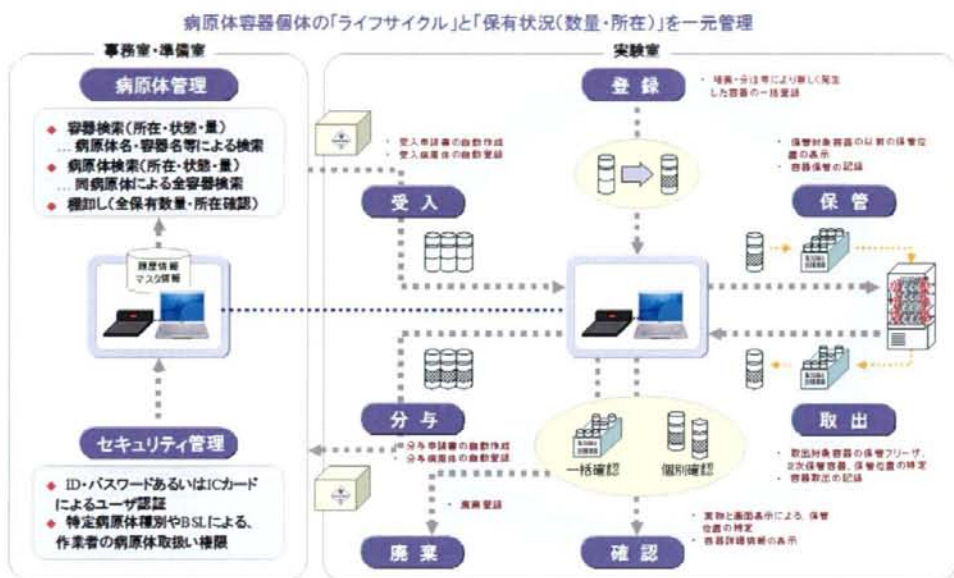 病原体容器個体の「ライフサイクル」と「保有状況(数量・所在)」を一元管理
事務室・準備室
病原体管理
◆ 容器検索(所在・状態・量)
… 病原体名・容器名等による検索
◆ 病原体検索(所在・状態・量)
… 同病原体による全容器検索
◆ 棚卸し(全保有数量・所在確認)
履歴情報
マスタ情報
セキュリティ管理
◆ ID・パスワードあるいはICカード
によるユーザ認証
◆ 特定病原体種別やBSLによる、
作業者の病原体取扱い権限
実験室
登録
・ 培養・分注等により新しく発生
した容器の一括登録
・ 受入申請書の自動作成
・ 受入病原体の自動登録
受入
・ 保管対象容器の以前の保管位
置の表示
・ 容器保管の記録
保管
分与
・ 分与申請書の自動作成
・ 分与病原体の自動登録
一括確認
個別確認
取出
・ 取出対象容器の保管フリーザ、
2次保管容器、保管位置の特定
・ 容器取出の記録
・ 廃棄登録
廃棄
・ 実物と画面表示による、保管
位置の特定
・ 容器詳細情報の表示
確認